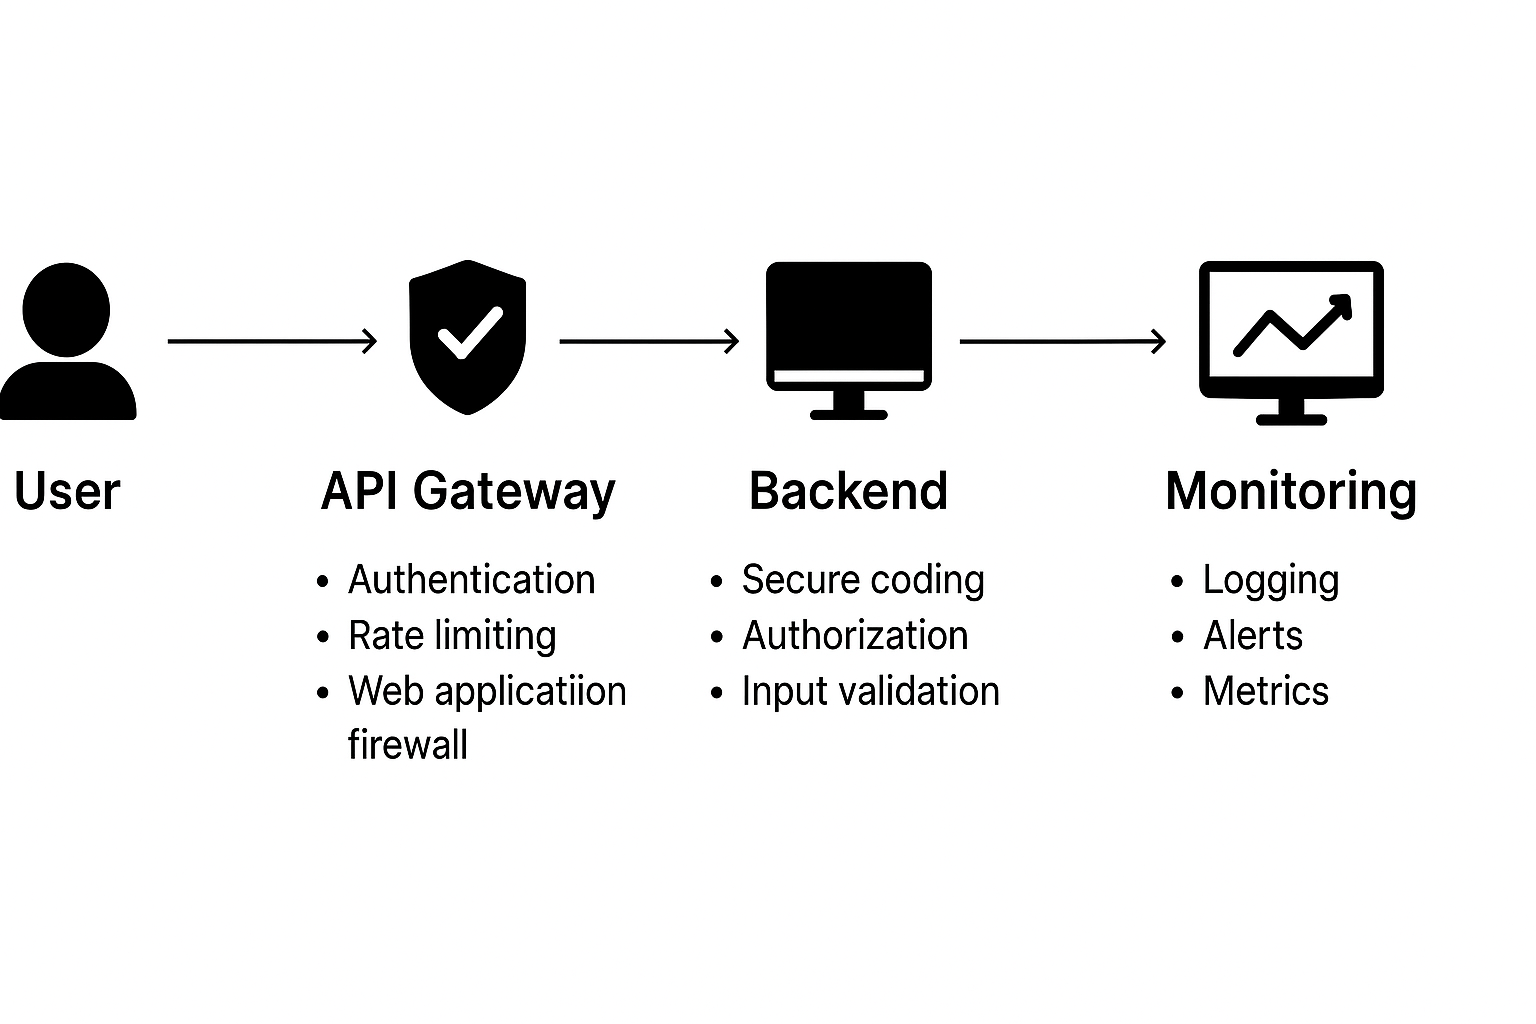 User
API Gateway
• Authentication
• Rate limiting
• Web applicatiion
firewall
Backend
• Secure coding
• Authorization
• Input validation
Monitoring
• Logging
• Alerts
• Metrics